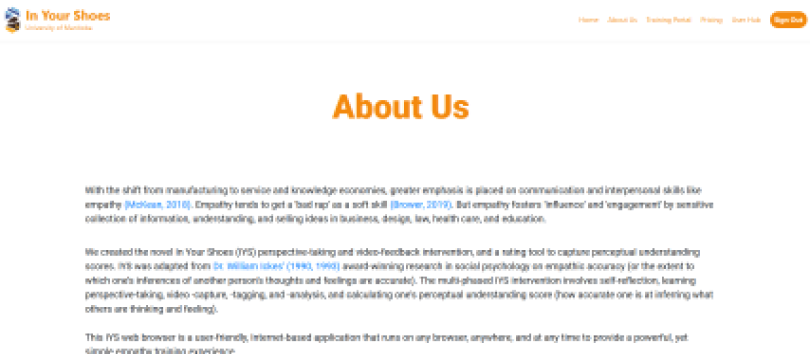 In Your Shoes
University of Manitoba
Home About Us Training Portal Pricing User Hub Sign Out
About Us
With the shift from manufacturing to service and knowledge economies, greater emphasis is placed on communication and interpersonal skills like
empathy (McKean, 2018). Empathy tends to get a 'bad rap' as a soft skill (Brower, 2019). But empathy fosters 'influence' and 'engagement' by sensitive
collection of information, understanding, and selling ideas in business, design, law, health care, and education.
We created the novel In Your Shoes (IYS) perspective-taking and video-feedback intervention, and a rating tool to capture perceptual understanding
scores. IYS was adapted from Dr. William Ickes' (1990, 1993) award-winning research in social psychology on empathic accuracy (or the extent to
which one's inferences of another person's thoughts and feelings are accurate). The multi-phased IYS intervention involves self-reflection, learning
perspective-taking, video -capture, -tagging, and -analysis, and calculating one's perceptual understanding score (how accurate one is at inferring what
others are thinking and feeling).
This IYS web browser is a user-friendly, internet-based application that runs on any browser, anywhere, and at any time to provide a powerful, yet
simple empathy training experience